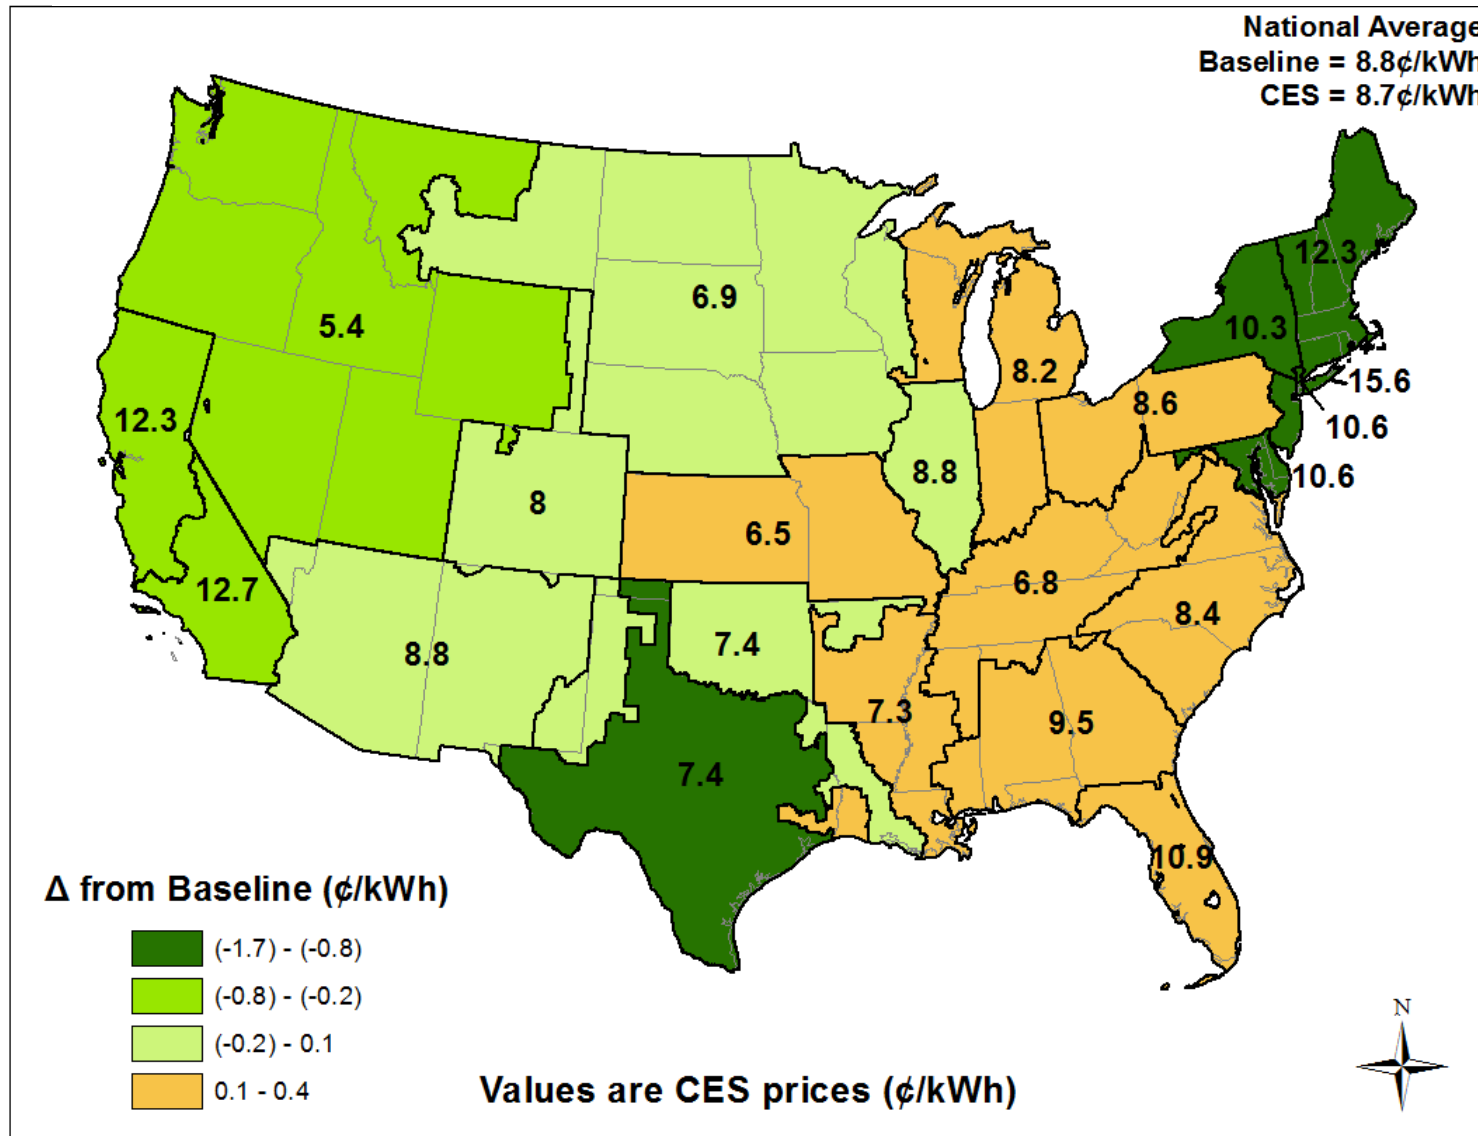 National Average
Baseline = 8.8¢/kWh
CES = 8.7¢/kWh
12.3
10.3
15.6
10.6
10.6
6.9
5.4
8.2
8.6
12.3
8.8
8
6.5
12.7
6.8
8.4
7.4
8.8
7.3
9.5
7.4
10.9
Δ from Baseline (¢/kWh)
(-1.7) - (-0.8)
(-0.8) - (-0.2)
(-0.2) - 0.1
0.1 - 0.4
Values are CES prices (¢/kWh)
N